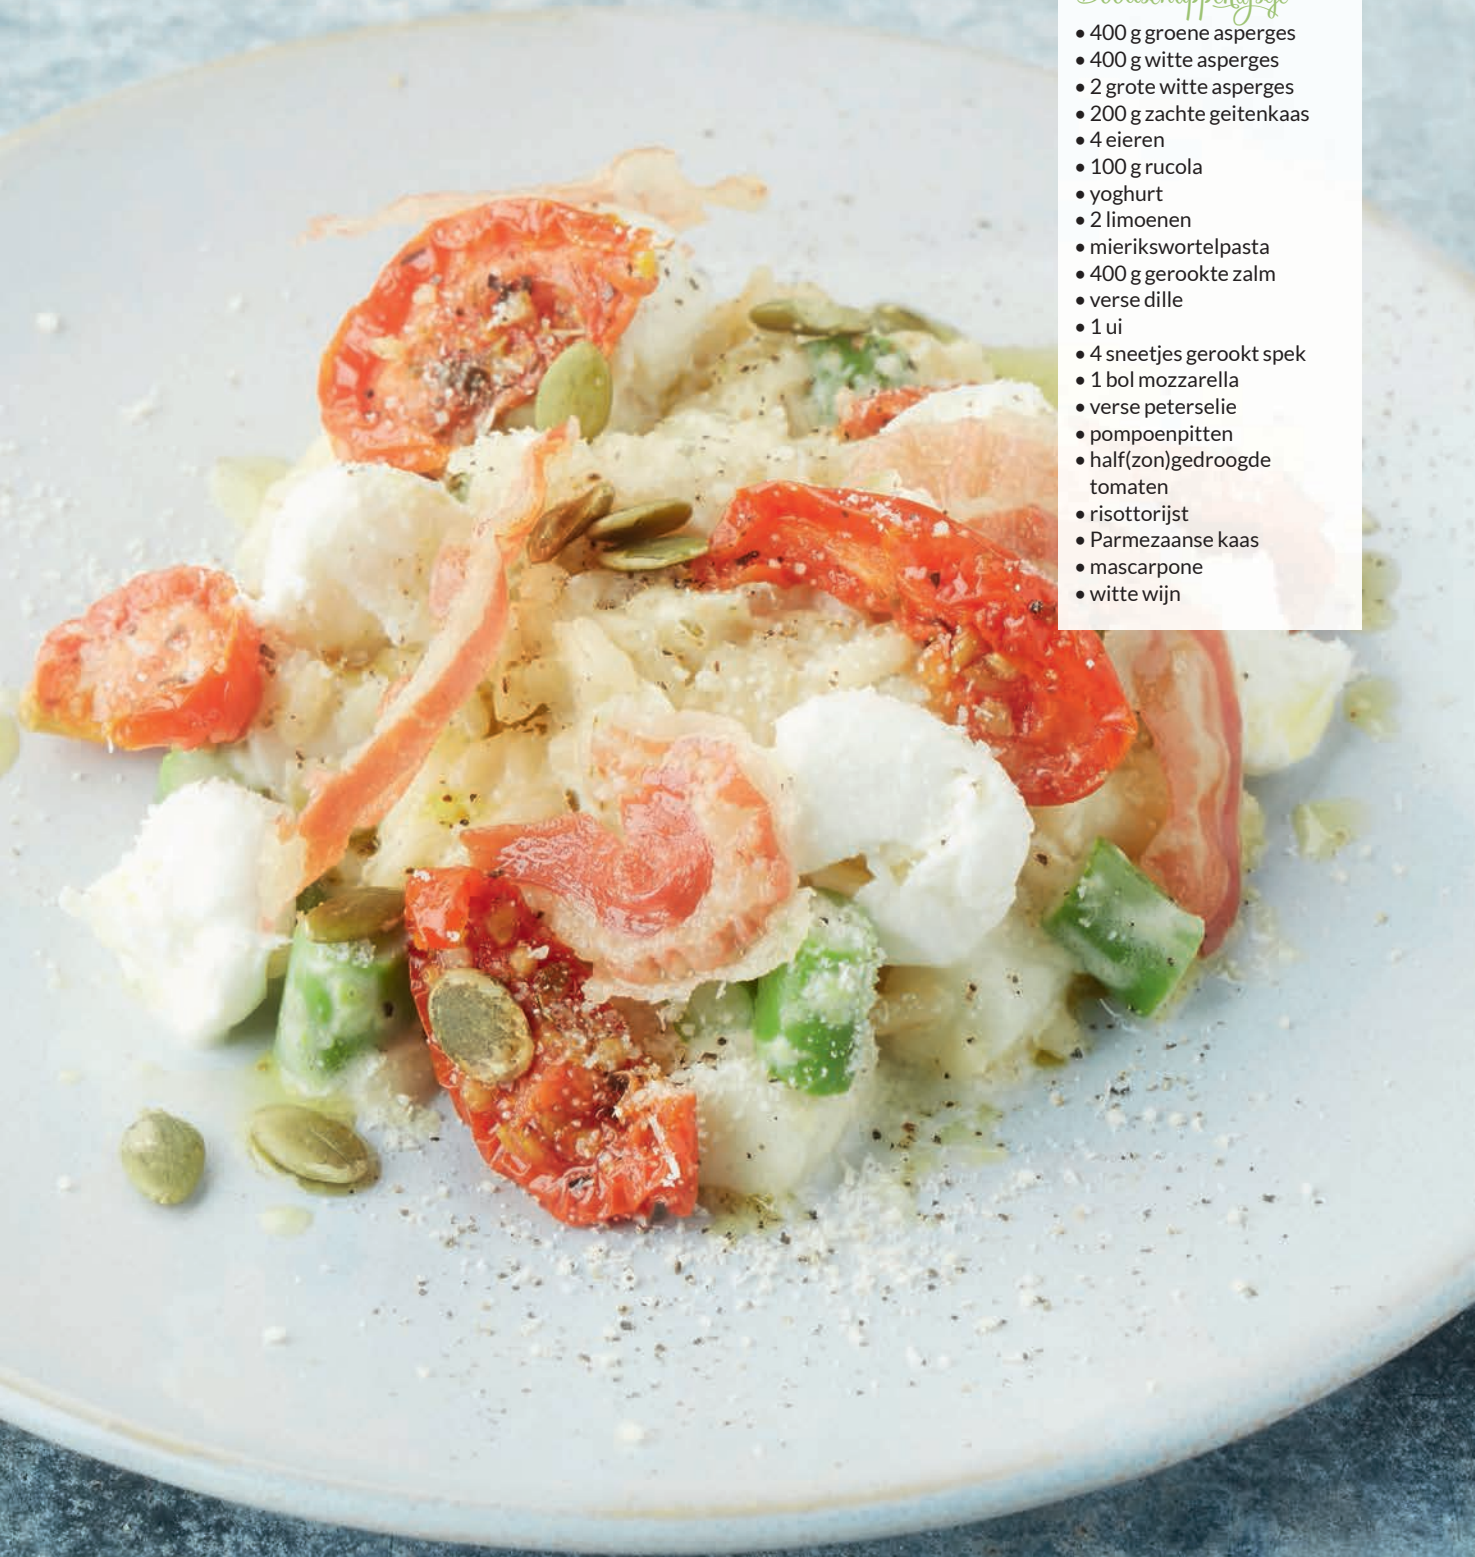 • 400 g groene asperges
• 400 g witte asperges
• 2 grote witte asperges
• 200 g zachte geitenkaas
• 4 eieren
• 100 g rucola
• yoghurt
• 2 limoenen
• mierikswortelpasta
• 400 g gerookte zalm
• verse dille
• 1 ui
• 4 sneetjes gerookt spek
• 1 bol mozzarella
• verse peterselie
• pompoenpitten
• half(zon)gedroogde
tomaten
• risottorijst
• Parmezaanse kaas
• mascarpone
• witte wijn